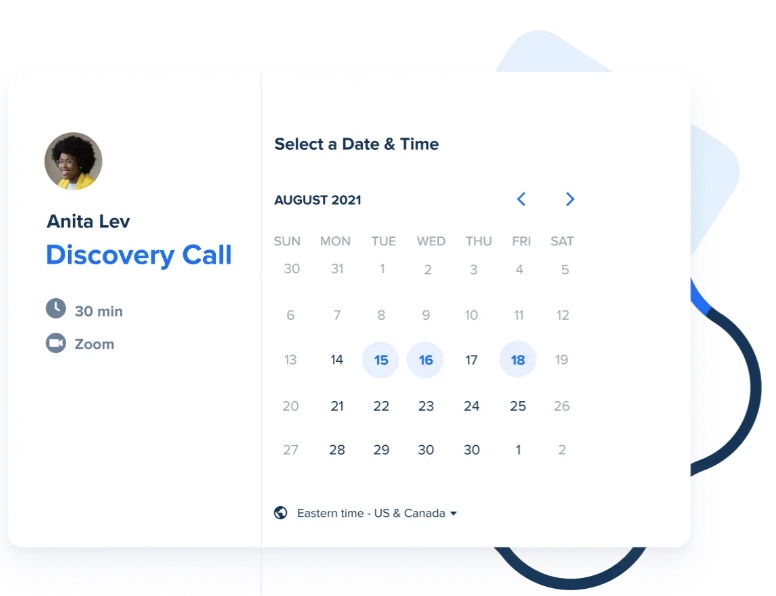 Anita Lev
Discovery Call
30 min
Zoom
Select a Date & Time
AUGUST 2021
SUN MON TUE WED THU FRI SAT
30 31 1 2 3 4 5
6 7 8 9 10 11 12
13 14 15 16 17 18 19
20 21 22 23 24 25 26
27 28 29 30 30 1 2
Eastern time - US & Canada